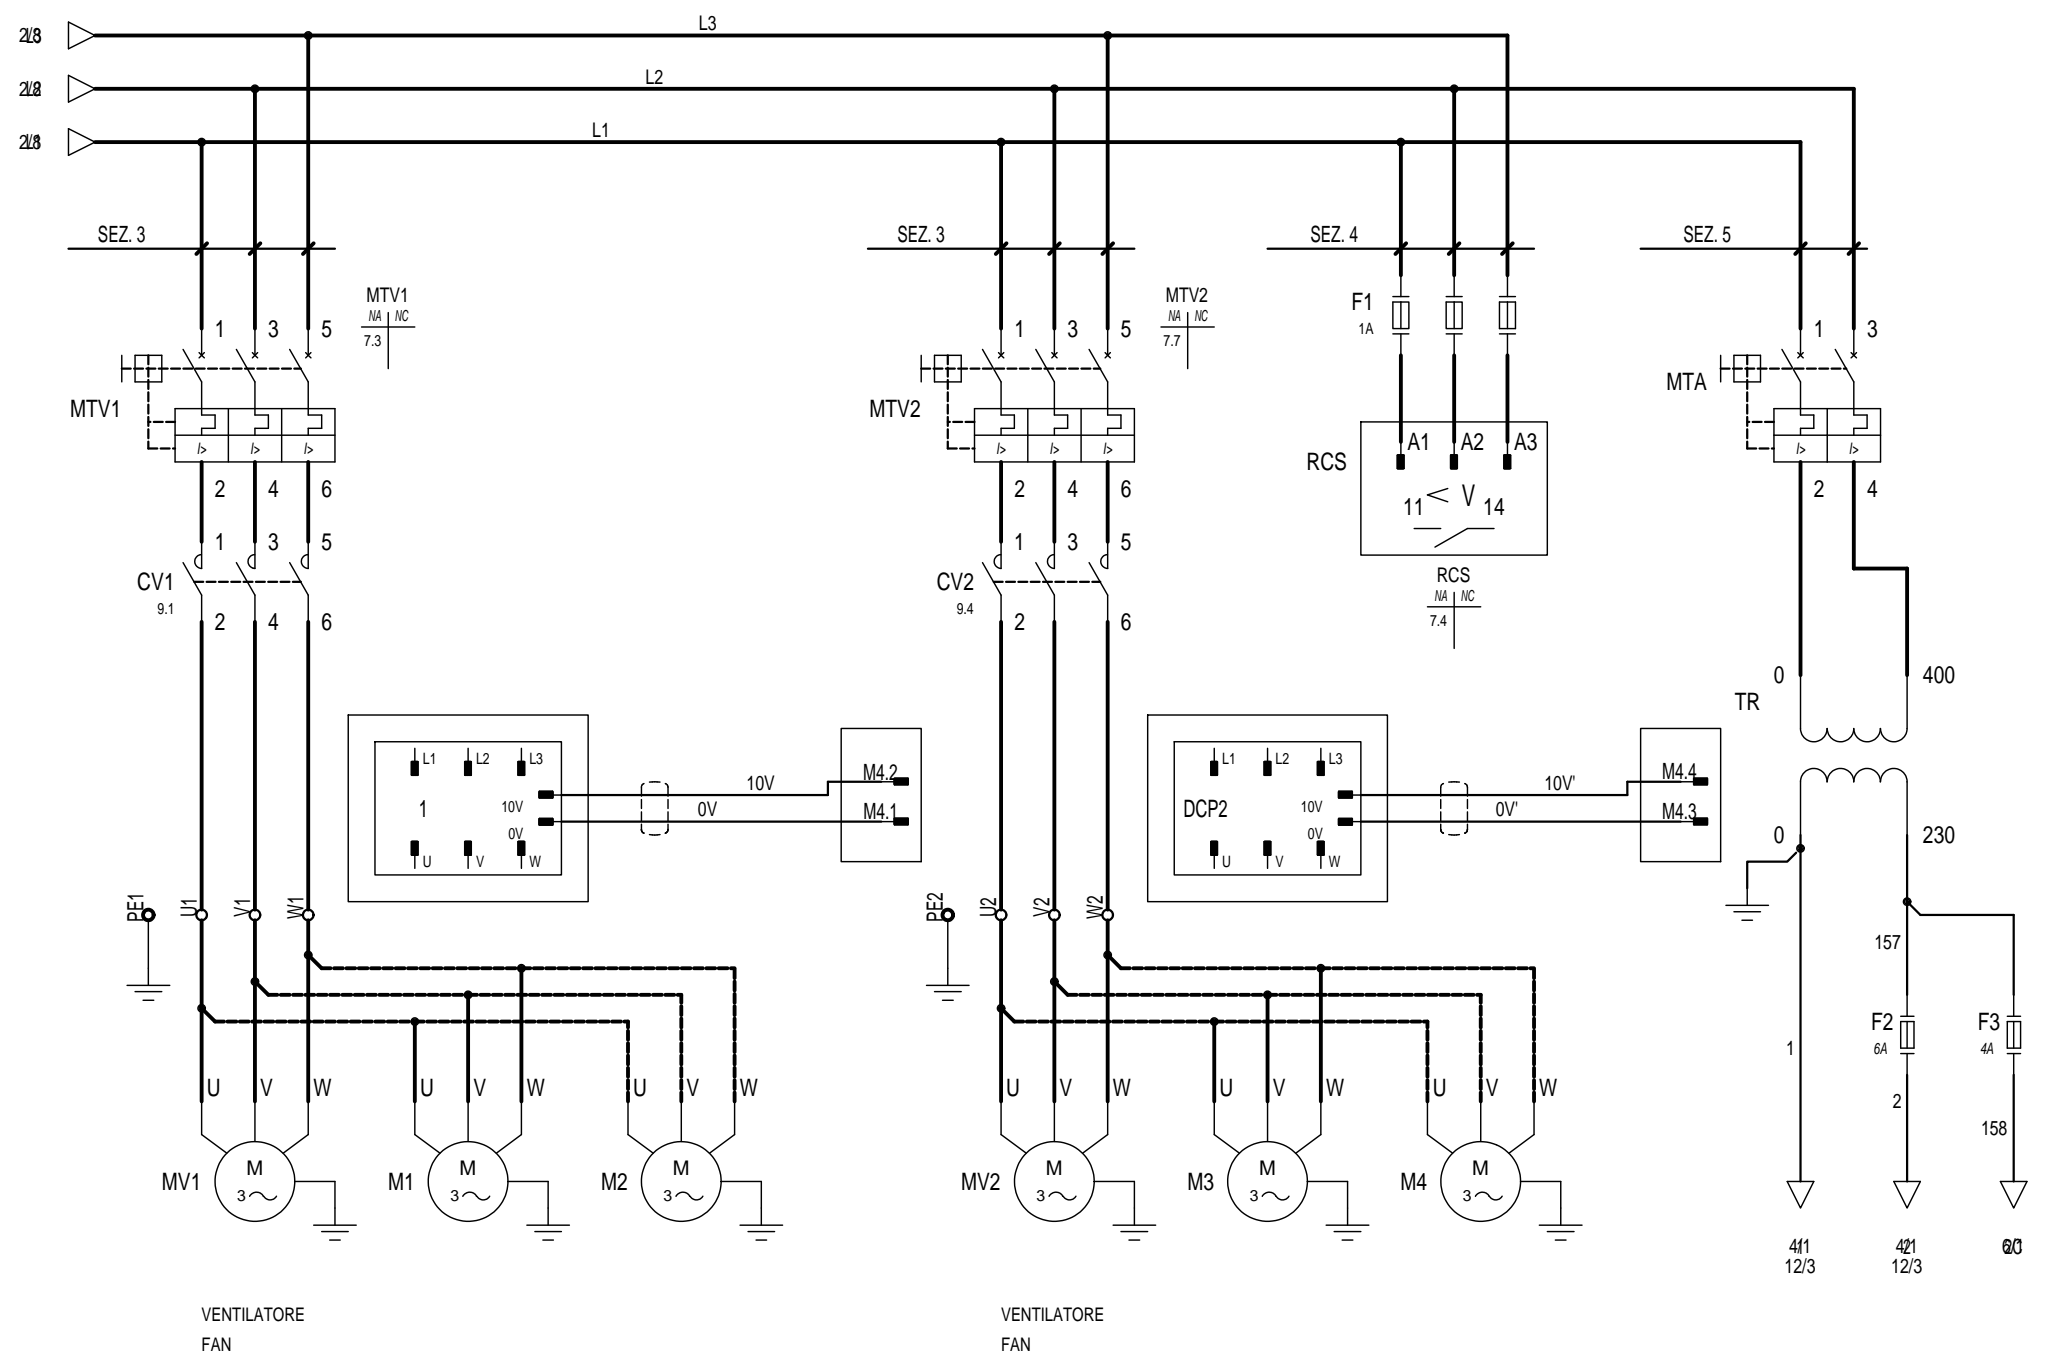 L3
L2
L1
SEZ. 3
SEZ. 3
SEZ. 4
SEZ. 5
MTV1
NA NC
7.3
MTV2
NA NC
7.7
F1
1A
1 3 5
1 3 5
1 3
MTV1
I> I> I>
MTV2
I> I> I>
MTA
I> I>
RCS
A1 A2 A3
11 < V 14
2 4 6
2 4 6
2 4
1 3 5
1 3 5
CV1
9.1
CV2
9.4
RCS
NA NC
7.4
2 4 6
2 4 6
0 400
TR
L1 L2 L3
1
10V
0V
U V W
10V
0V
M4.2
M4.1
L1 L2 L3
DCP2
10V
0V
U V W
10V'
0V'
M4.4
M4.3
0 230
PE1 U1 V1 W1
PE2 U2 V2 W2
157
F2
6A
F3
4A
1
2
158
U V W
U V W
U V W
U V W
U V W
U V W
MV1
M
3
M1
M
3
M2
M
3
MV2
M
3
M3
M
3
M4
M
3
12/3
12/3
VENTILATORE
FAN
VENTILATORE
FAN